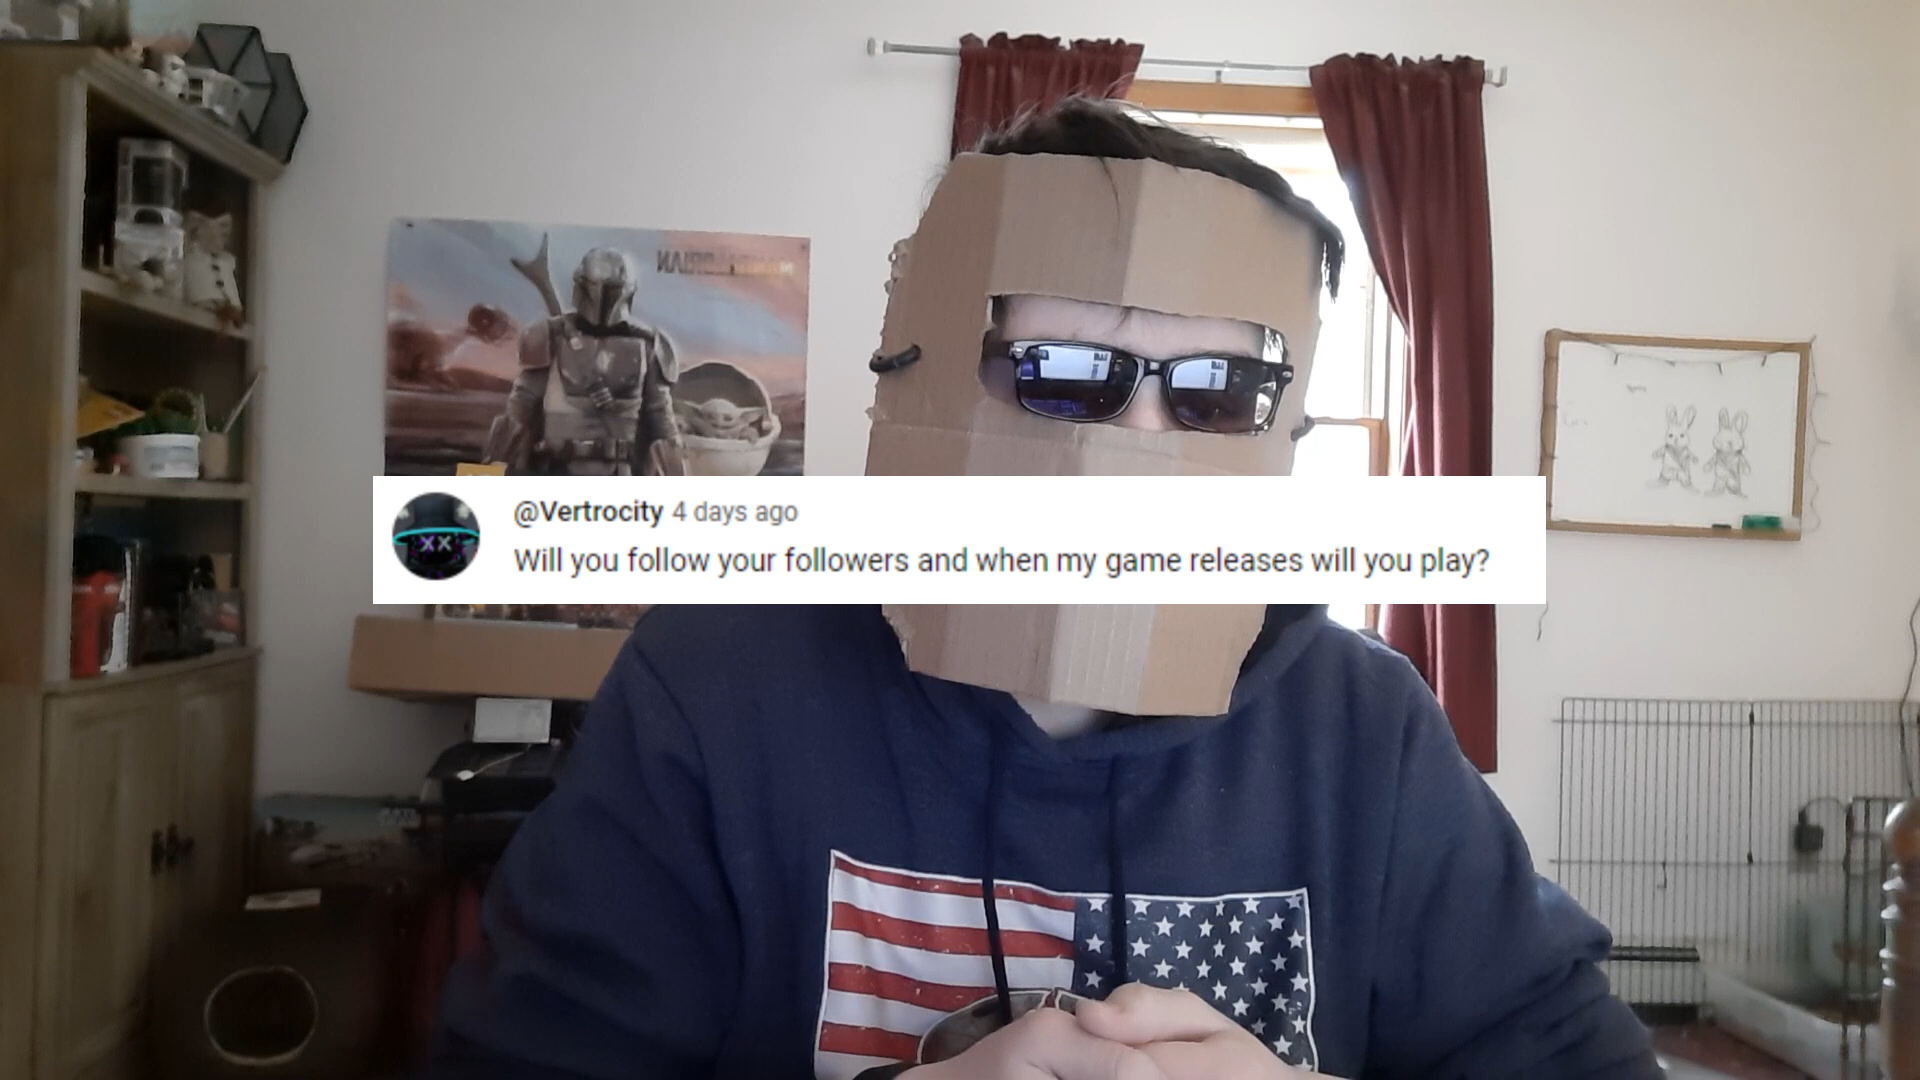 @Vertrocity 4 days ago
Will you follow your followers and when my game releases will you play?